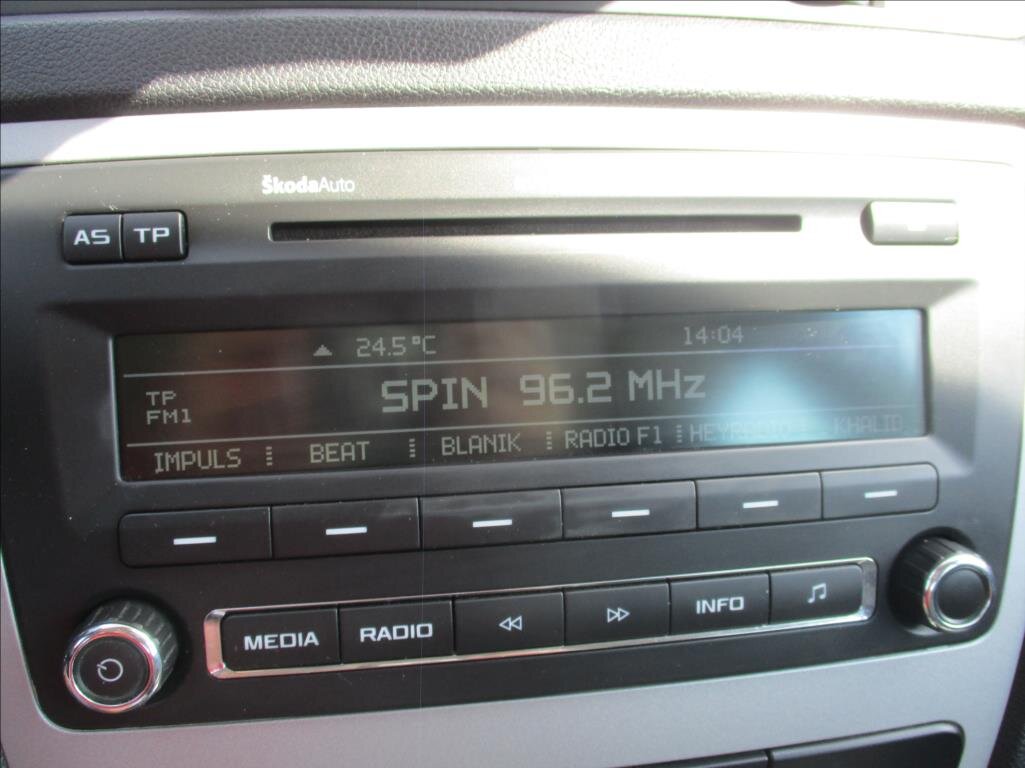 ŠkodaAuto
AS TP
24.5°C 14:04
TP
FM1
SPIN 96.2 MHz
IMPULS BEAT BLANIK RADIO F1 HEYRADIO KHALID
MEDIA RADIO INFO